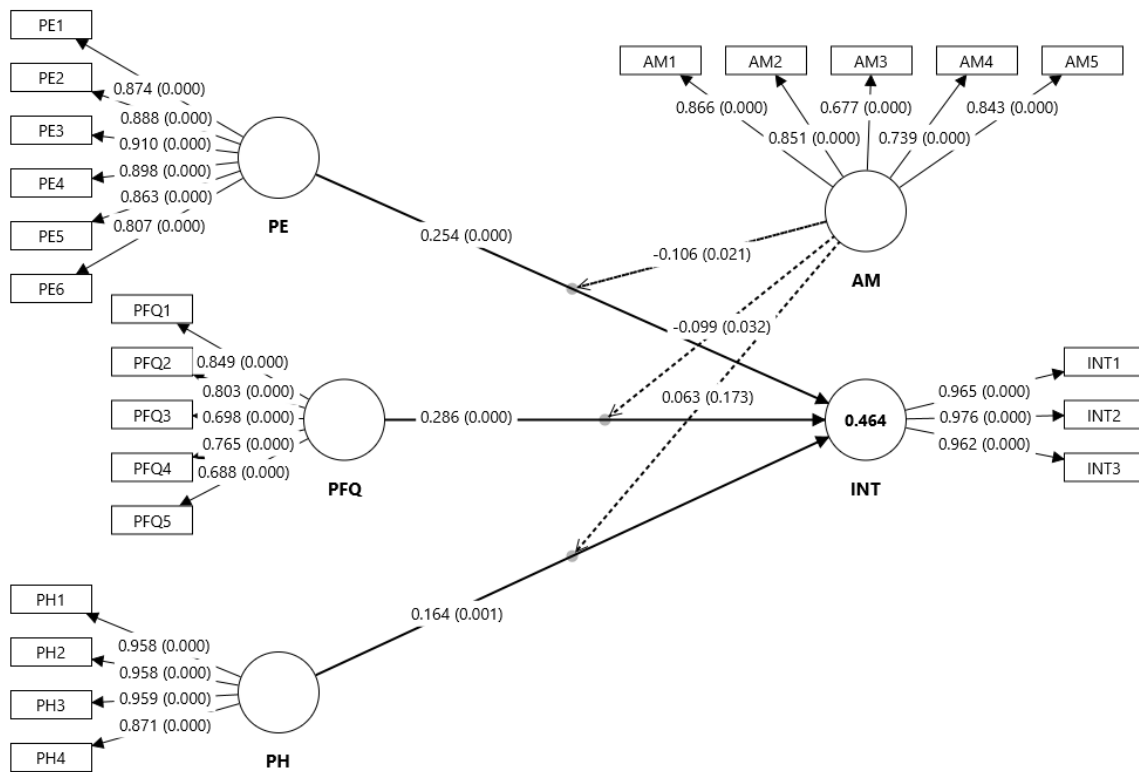 PE1
PE2
PE3
PE4
PE5
PE6
0.874 (0.000)
0.888 (0.000)
0.910 (0.000)
0.898 (0.000)
0.863 (0.000)
0.807 (0.000)
PE
AM1
AM2
AM3
AM4
AM5
0.866 (0.000)
0.851 (0.000)
0.677 (0.000)
0.739 (0.000)
0.843 (0.000)
AM
0.254 (0.000)
-0.106 (0.021)
-0.099 (0.032)
0.063 (0.173)
PFQ1
PFQ2
PFQ3
PFQ4
PFQ5
0.849 (0.000)
0.803 (0.000)
0.698 (0.000)
0.765 (0.000)
0.688 (0.000)
PFQ
0.286 (0.000)
0.464
INT
0.965 (0.000)
0.976 (0.000)
0.962 (0.000)
INT1
INT2
INT3
PH1
PH2
PH3
PH4
0.958 (0.000)
0.958 (0.000)
0.959 (0.000)
0.871 (0.000)
PH
0.164 (0.001)